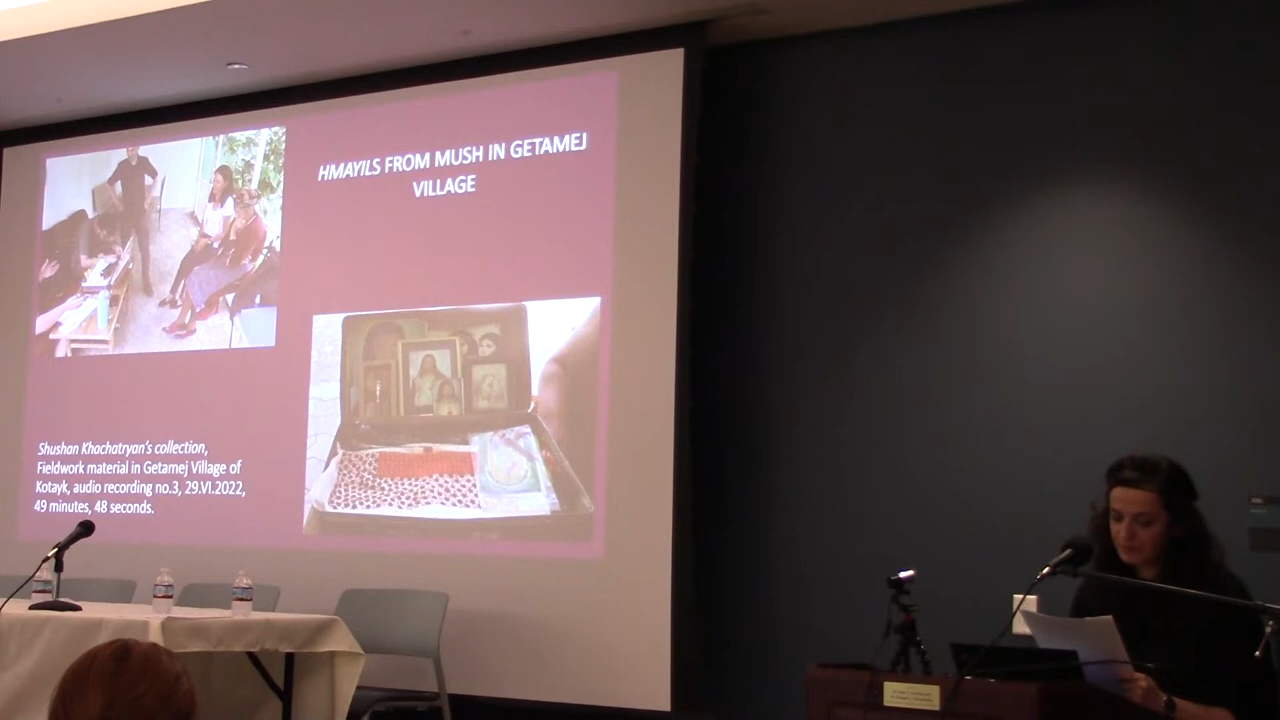 HMAYILS FROM MUSH IN GETAMEJ
VILLAGE
Shushan Khachatryan's collection,
Fieldwork material in Getamej Village of
Kotayk, audio recording no.3, 29.VI.2022,
49 minutes, 48 seconds.